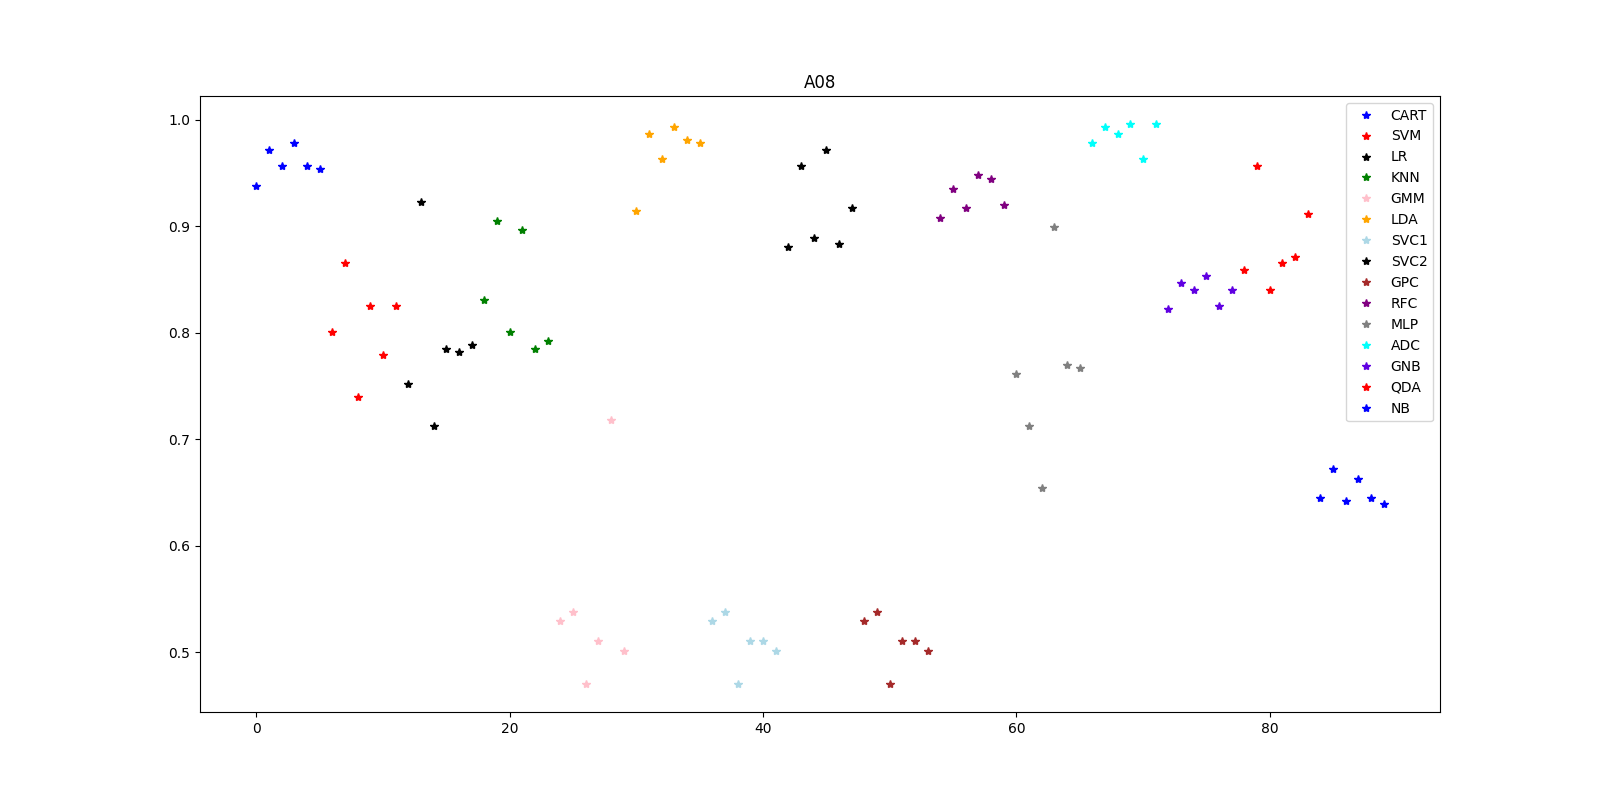 A08
1.0
0.9
0.8
0.7
0.6
0.5
0 20 40 60 80
CART
SVM
LR
KNN
GMM
LDA
SVC1
SVC2
GPC
RFC
MLP
ADC
GNB
QDA
NB